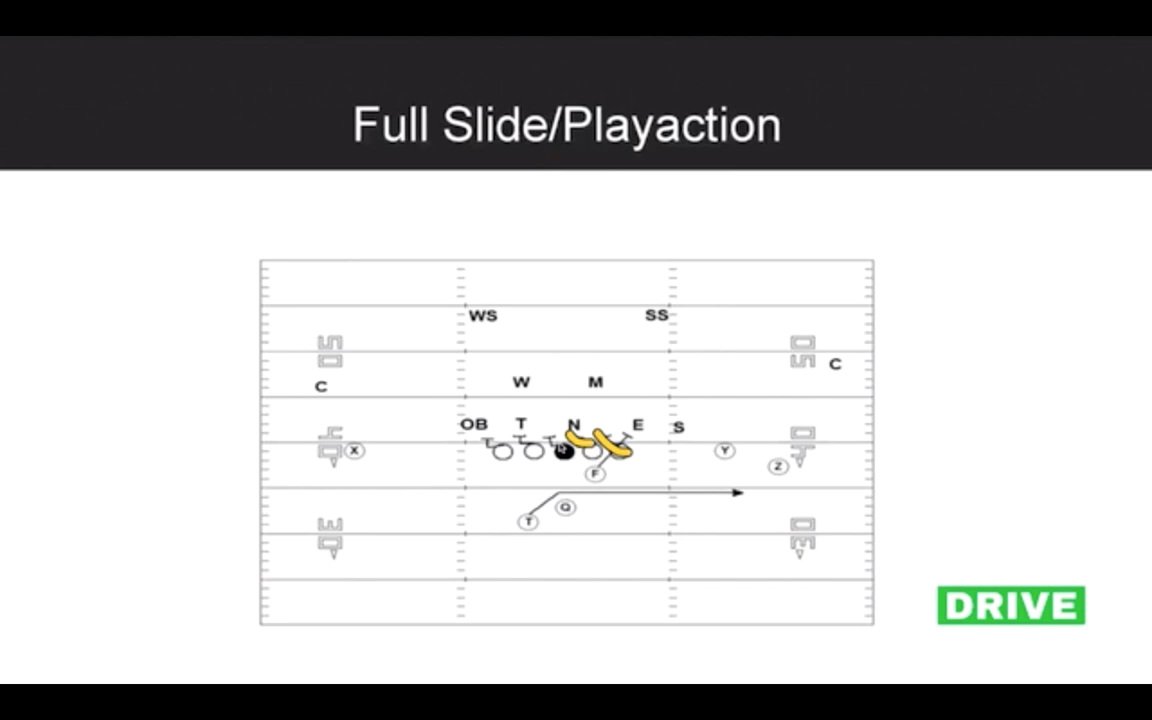 Full Slide/Playaction
WS SS
C
C
W M
OB T N E S
X Y
Z
F
Q
T
DRIVE